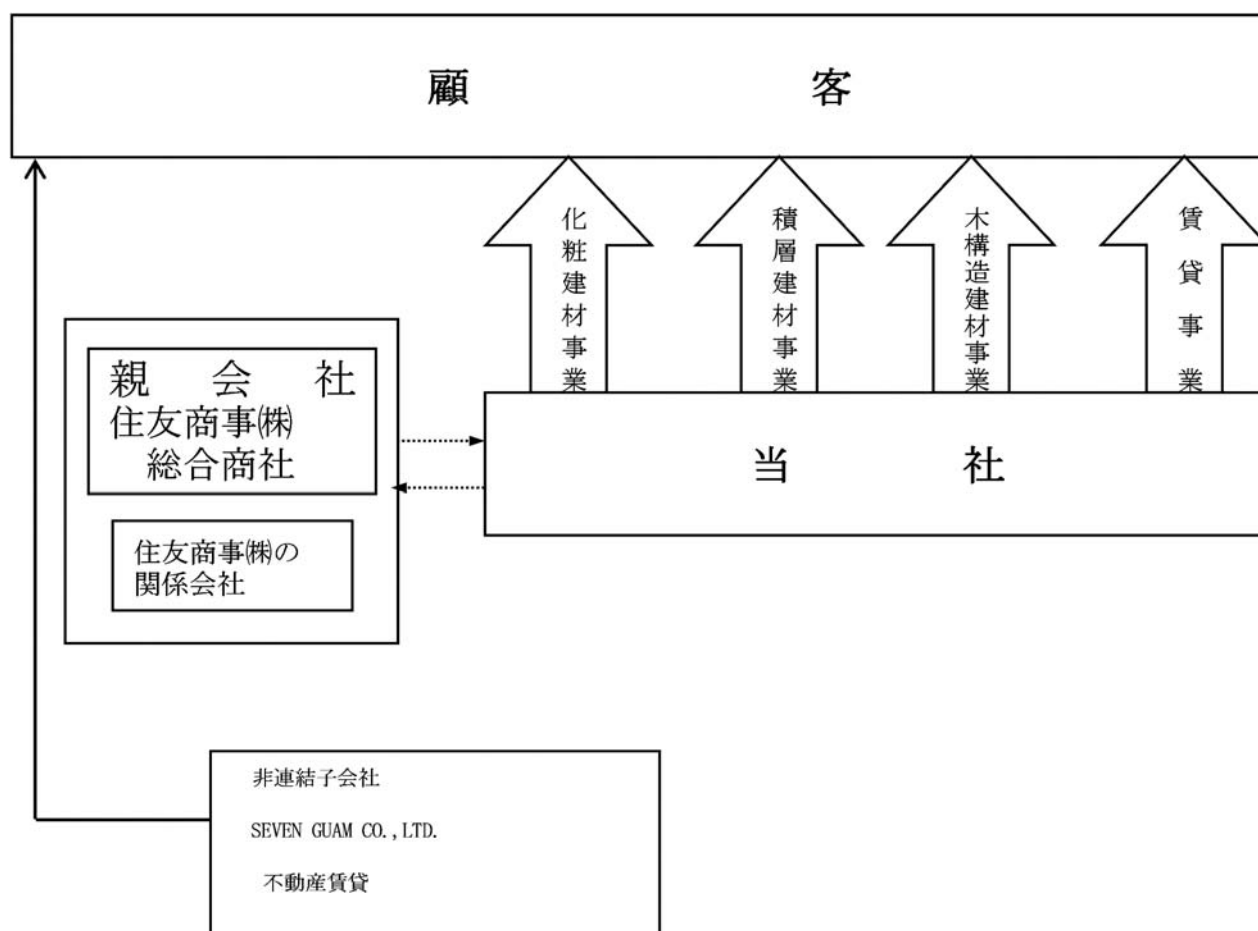 顧客
化粧建材事業
積層建材事業
木構造建材事業
賃貸事業
親会社
住友商事㈱
総合商社
当社
住友商事㈱の
関係会社
非連結子会社
SEVEN GUAM CO.,LTD.
不動産賃貸